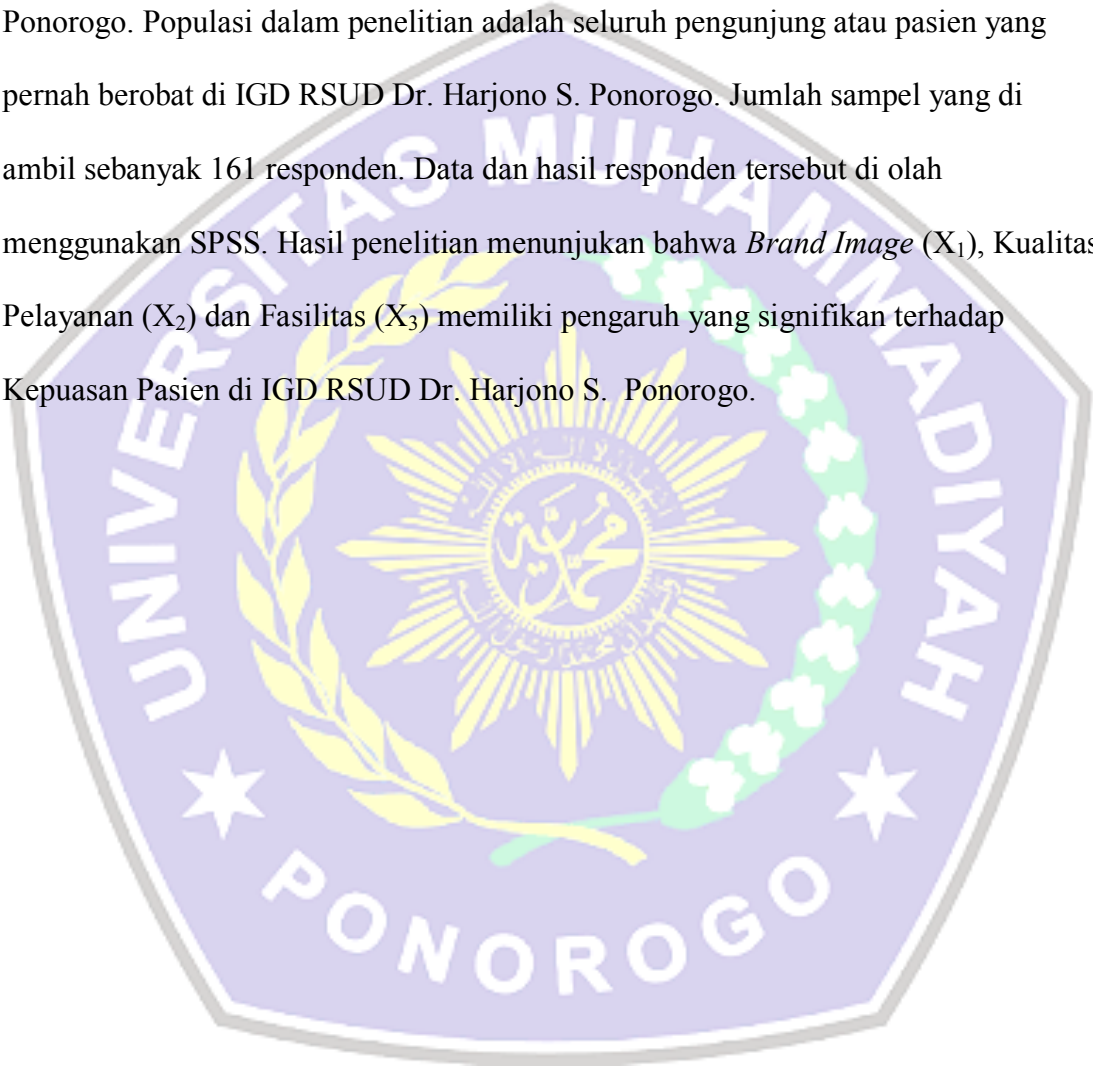 Ponorogo. Populasi dalam penelitian adalah seluruh pengunjung atau pasien yang
pernah berobat di IGD RSUD Dr. Harjono S. Ponorogo. Jumlah sampel yang di
ambil sebanyak 161 responden. Data dan hasil responden tersebut di olah
menggunakan SPSS. Hasil penelitian menunjukan bahwa Brand Image (X₁), Kualitas
Pelayanan (X₂) dan Fasilitas (X₃) memiliki pengaruh yang signifikan terhadap
Kepuasan Pasien di IGD RSUD Dr. Harjono S.  Ponorogo.
UNIVERSITAS MUHAMMADIYAH
محمدية
PONOROGO